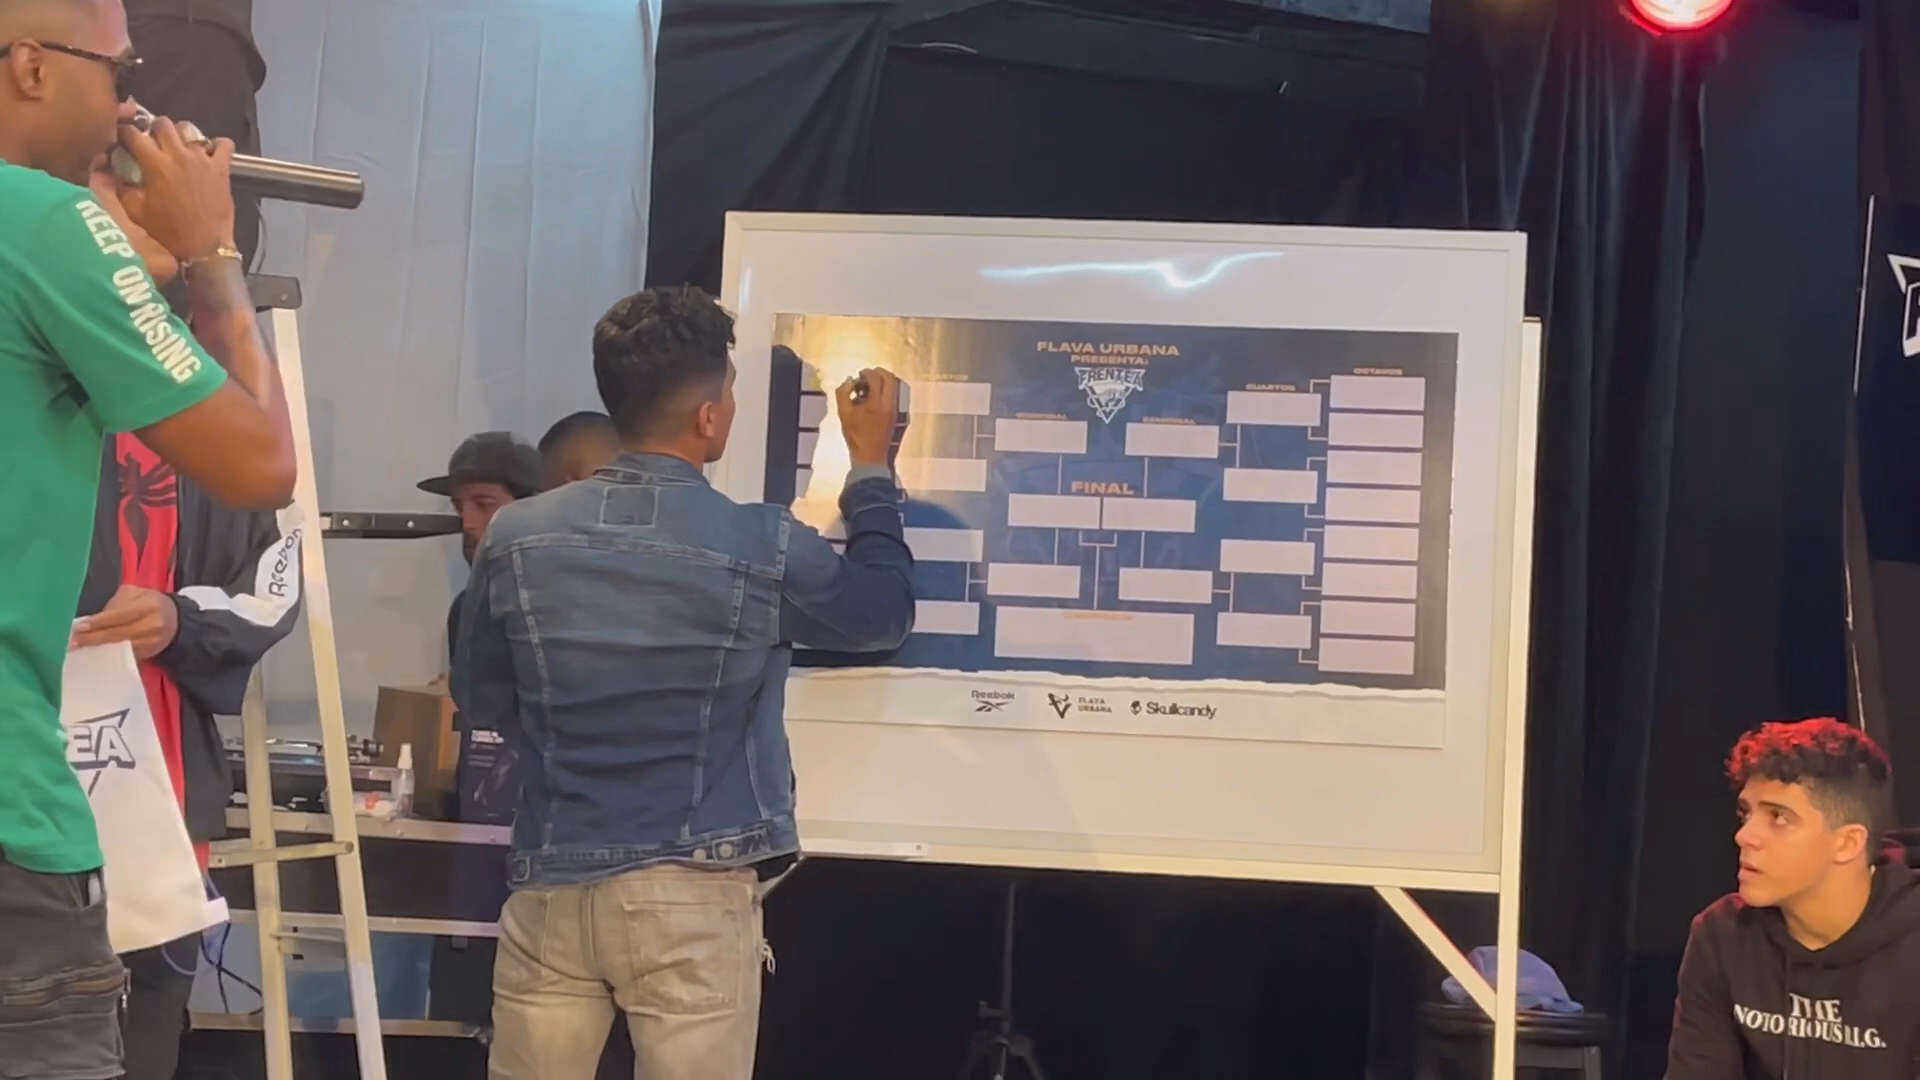 KEEP ON RISING
Reebok
EA
FLAVA URBANA
PRESENTA:
FRENTEA
OCTAVOS
CUARTOS
SEMIFINAL
SEMIFINAL
FINAL
Reebok
FLAVA
URBANA
Skullcandy
THE
NOTORIOUS B.I.G.